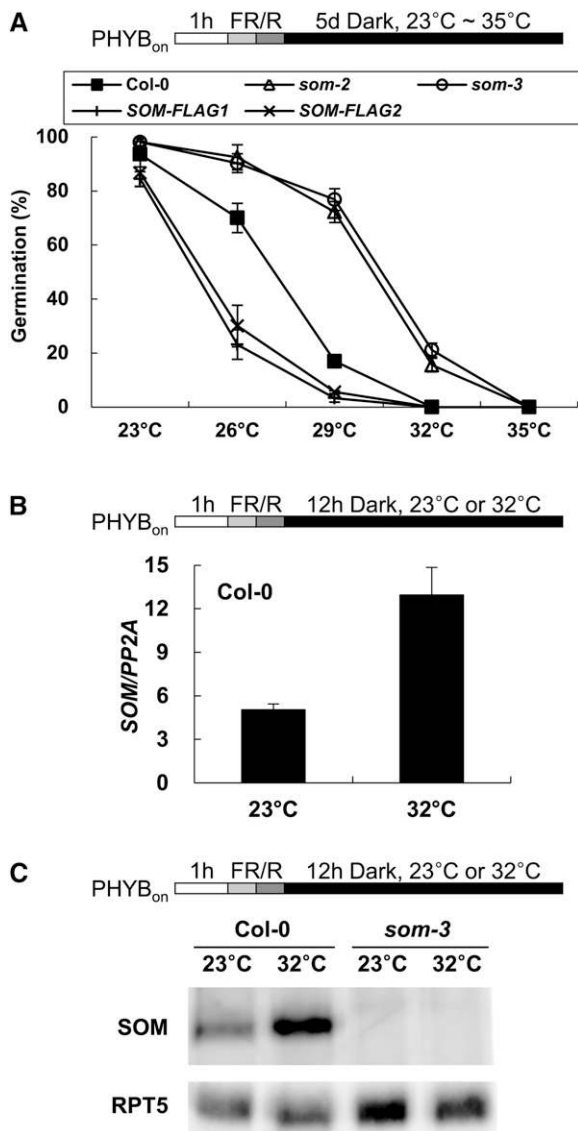 A
1h FR/R 5d Dark, 23°C ~ 35°C
PHYBon
Col-0 som-2 som-3
SOM-FLAG1 SOM-FLAG2
Germination (%)
100
80
60
40
20
0
23°C 26°C 29°C 32°C 35°C
B
1h FR/R 12h Dark, 23°C or 32°C
PHYBon
SOM/PP2A
15
12
9
6
3
0
Col-0
23°C 32°C
C
1h FR/R 12h Dark, 23°C or 32°C
PHYBon
Col-0 som-3
23°C 32°C 23°C 32°C
SOM
RPT5